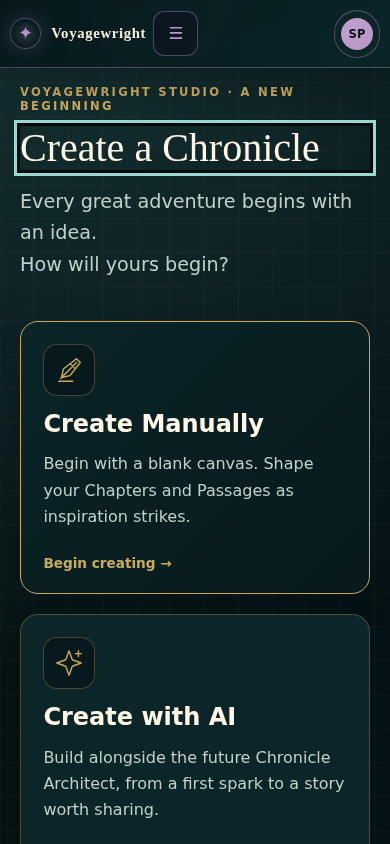 Voyagewright
SP
VOYAGEWRIGHT STUDIO · A NEW
BEGINNING
Create a Chronicle
Every great adventure begins with
an idea.
How will yours begin?
Create Manually
Begin with a blank canvas. Shape
your Chapters and Passages as
inspiration strikes.
Begin creating →
Create with AI
Build alongside the future Chronicle
Architect, from a first spark to a story
worth sharing.